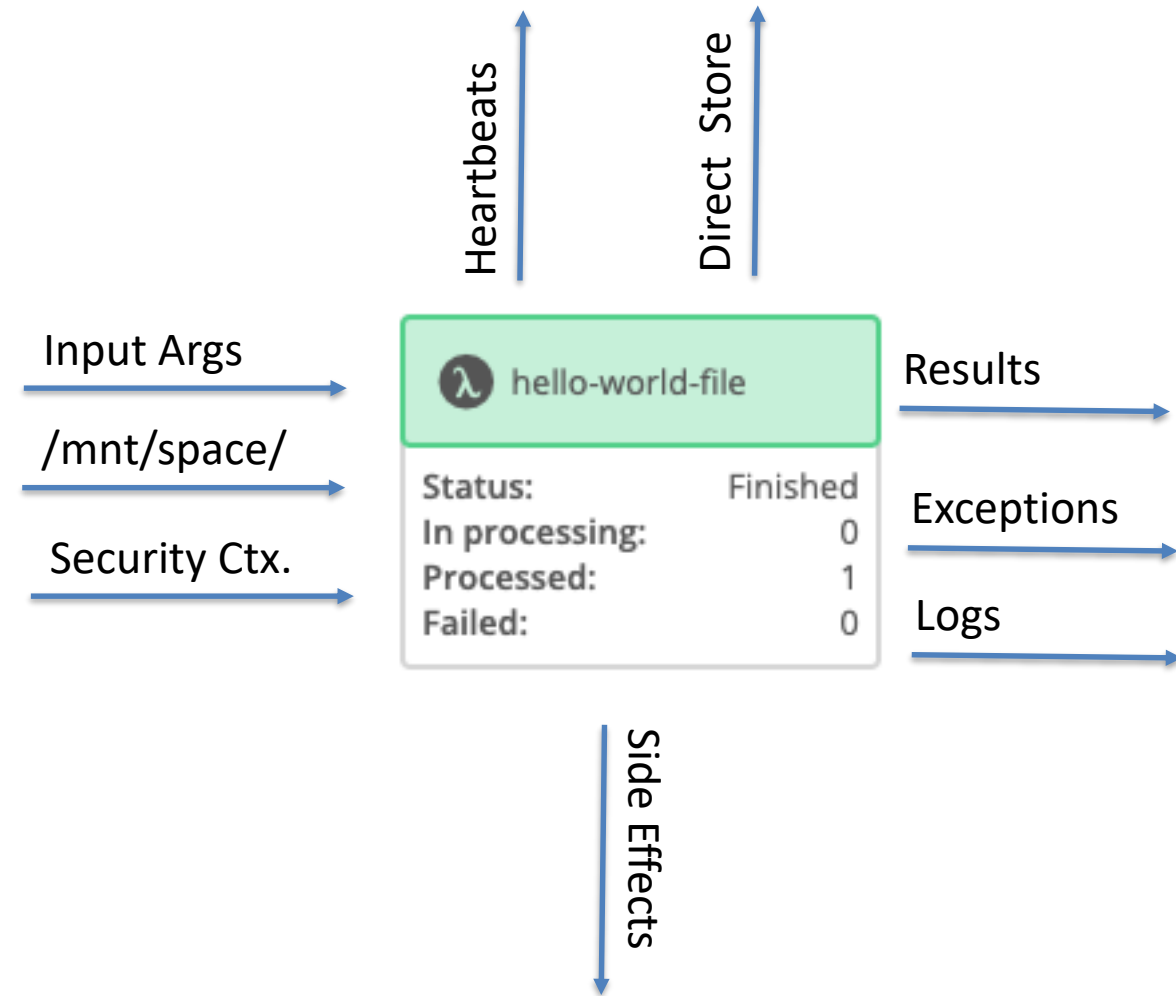 Heartbeats
Direct Store
Input Args
/mnt/space/
Security Ctx.
λ hello-world-file
Status: Finished
In processing: 0
Processed: 1
Failed: 0
Results
Exceptions
Logs
Side Effects